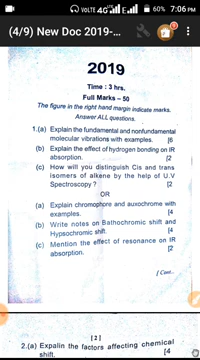 VOLTE 4G E 60% 7:06 PM
(4/9) New Doc 2019-...
2019
Time : 3 hrs.
Full Marks – 50
The figure in the right hand margin indicate marks.
Answer ALL questions.
1.(a) Explain the fundamental and nonfundamental
molecular vibrations with examples. [6
(b) Explain the effect of hydrogen bonding on IR
absorption. [2
(c) How will you distinguish Cis and trans
isomers of alkene by the help of U.V
Spectroscopy ? [2
OR
(a) Explain chromophore and auxochrome with
examples. [4
(b) Write notes on Bathochromic shift and
Hypsochromic shift. [4
(c) Mention the effect of resonance on IR
absorption. [2
[ Cont...
[ 2 ]
2.(a) Expalin the factors affecting chemical
shift. [4